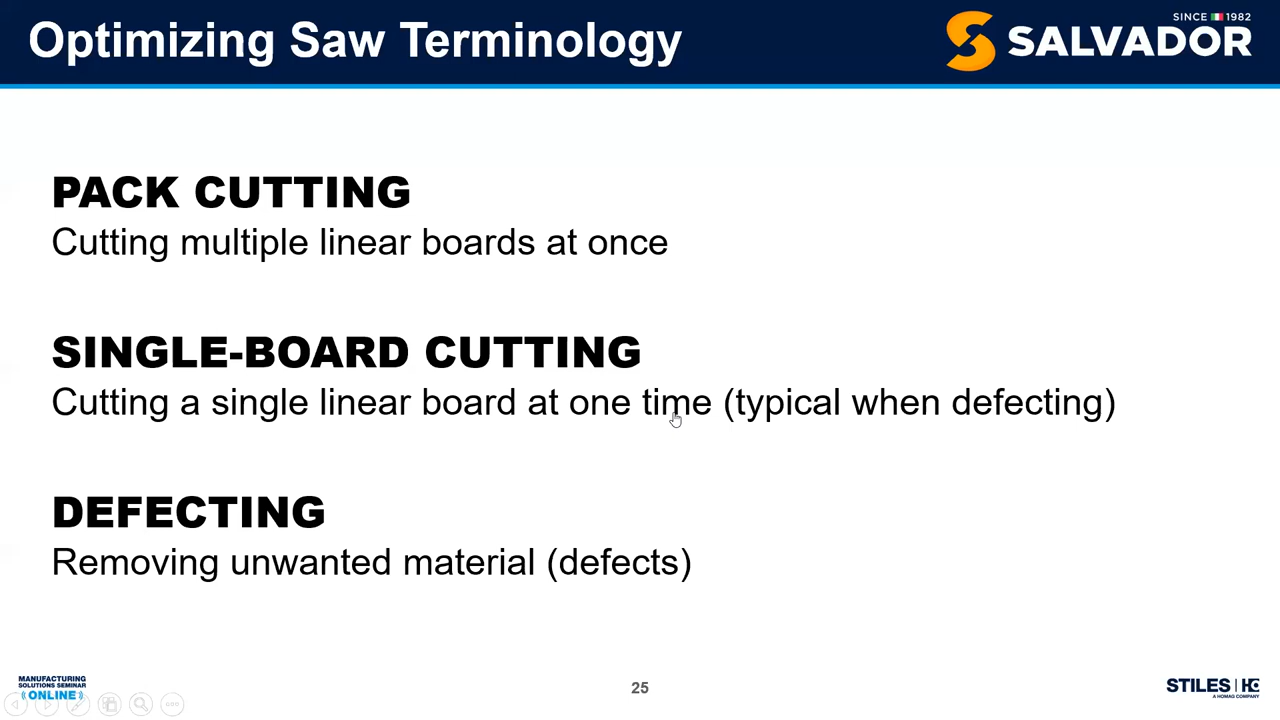 Optimizing Saw Terminology
SINCE 1982
SALVADOR
PACK CUTTING
Cutting multiple linear boards at once
SINGLE-BOARD CUTTING
Cutting a single linear board at one time (typical when defecting)
DEFECTING
Removing unwanted material (defects)
MANUFACTURING
SOLUTIONS SEMINAR
ONLINE
25
STILES
A HOMAG COMPANY